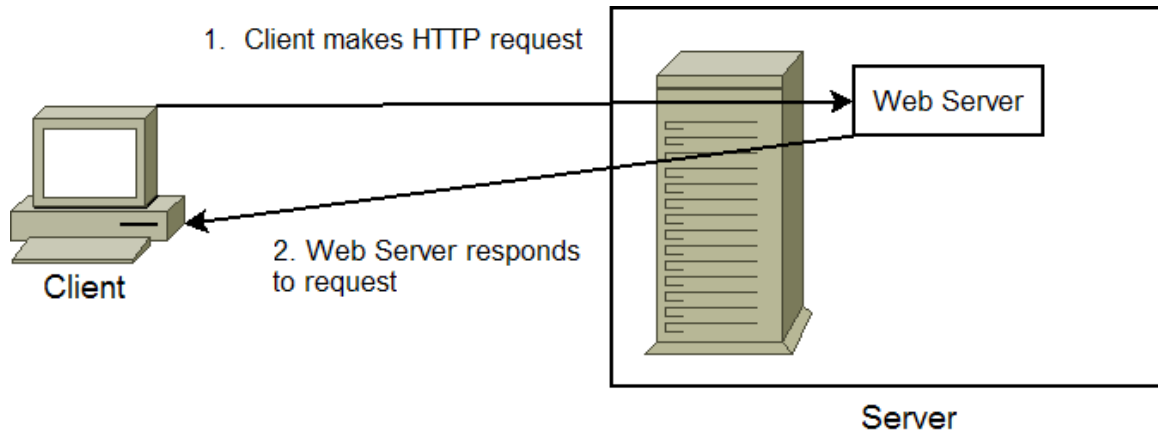 1. Client makes HTTP request
Web Server
2. Web Server responds
to request
Client
Server